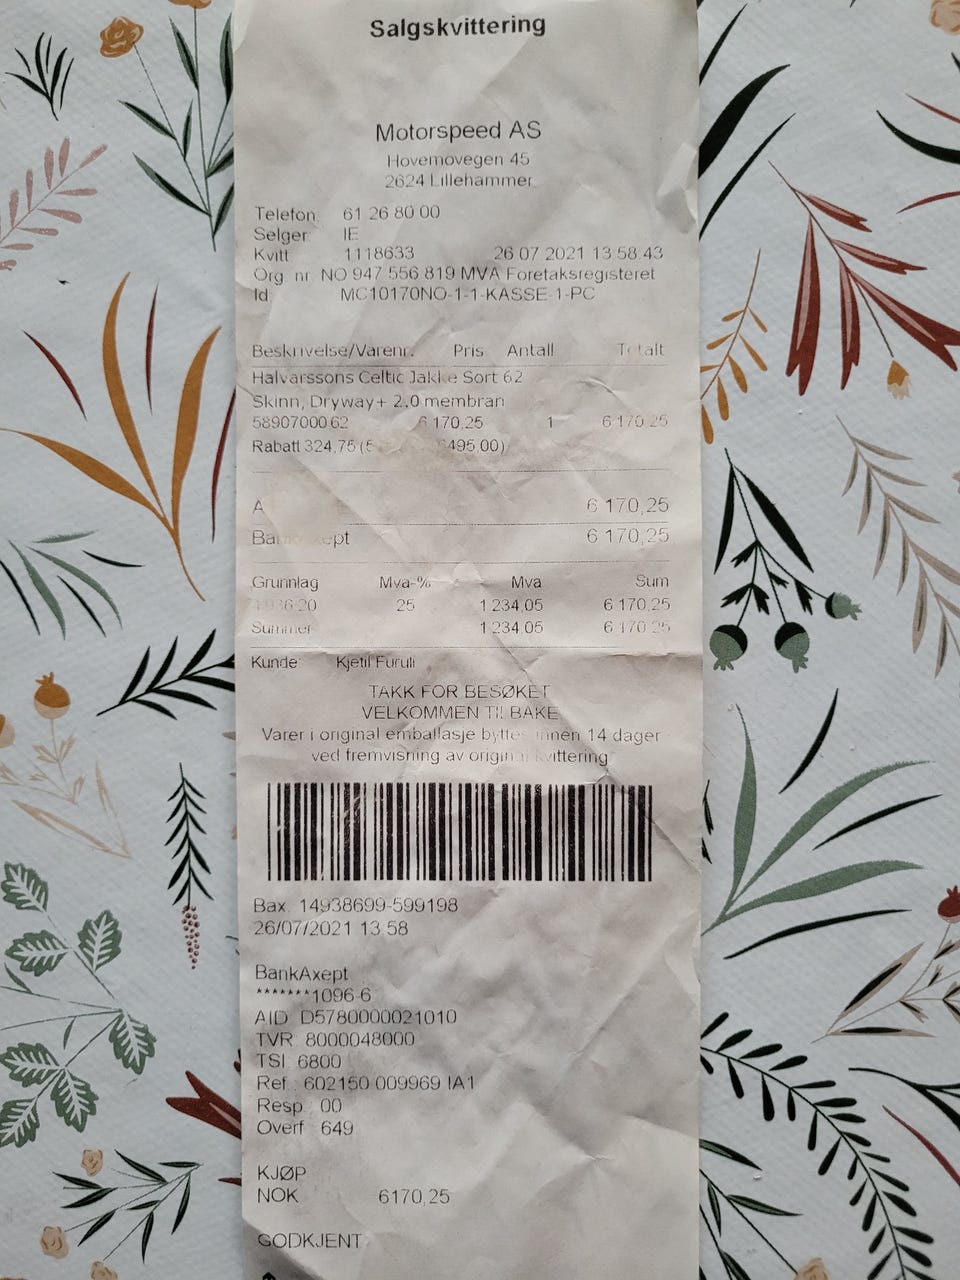 Salgskvittering
Motorspeed AS
Hovemovegen 45
2624 Lillehammer
Telefon: 61 26 80 00
Selger: IE
Kvitt 1118633 26 07 2021 13:58:43
Org nr NO 947 556 819 MVA Foretaksregisteret
Id MC10170NO-1-1-KASSE-1-PC
Beskrivelse/Varenr. Pris Antall Totalt
Halvarssons Celtic Jakke Sort 62
Skinn, Dryway+ 2.0 membran
5890700062 6 170,25 1 6 170,25
Rabatt 324,75 (5 495,00)
A 6 170,25
BankAxept 6 170,25
Grunnlag Mva-% Mva Sum
4 936,20 25 1 234,05 6 170,25
Summer 1 234,05 6 170,25
Kunde: Kjetil Furuli
TAKK FOR BESØKET
VELKOMMEN TILBAKE
Varer i original emballasje byttes innen 14 dager
ved fremvisning av original kvittering
Bax: 14938699-599198
26/07/2021 13:58
BankAxept
*******1096-6
AID: D5780000021010
TVR: 8000048000
TSI: 6800
Ref.: 602150 009969 IA1
Resp.: 00
Overf: 649
KJØP
NOK 6170,25
GODKJENT